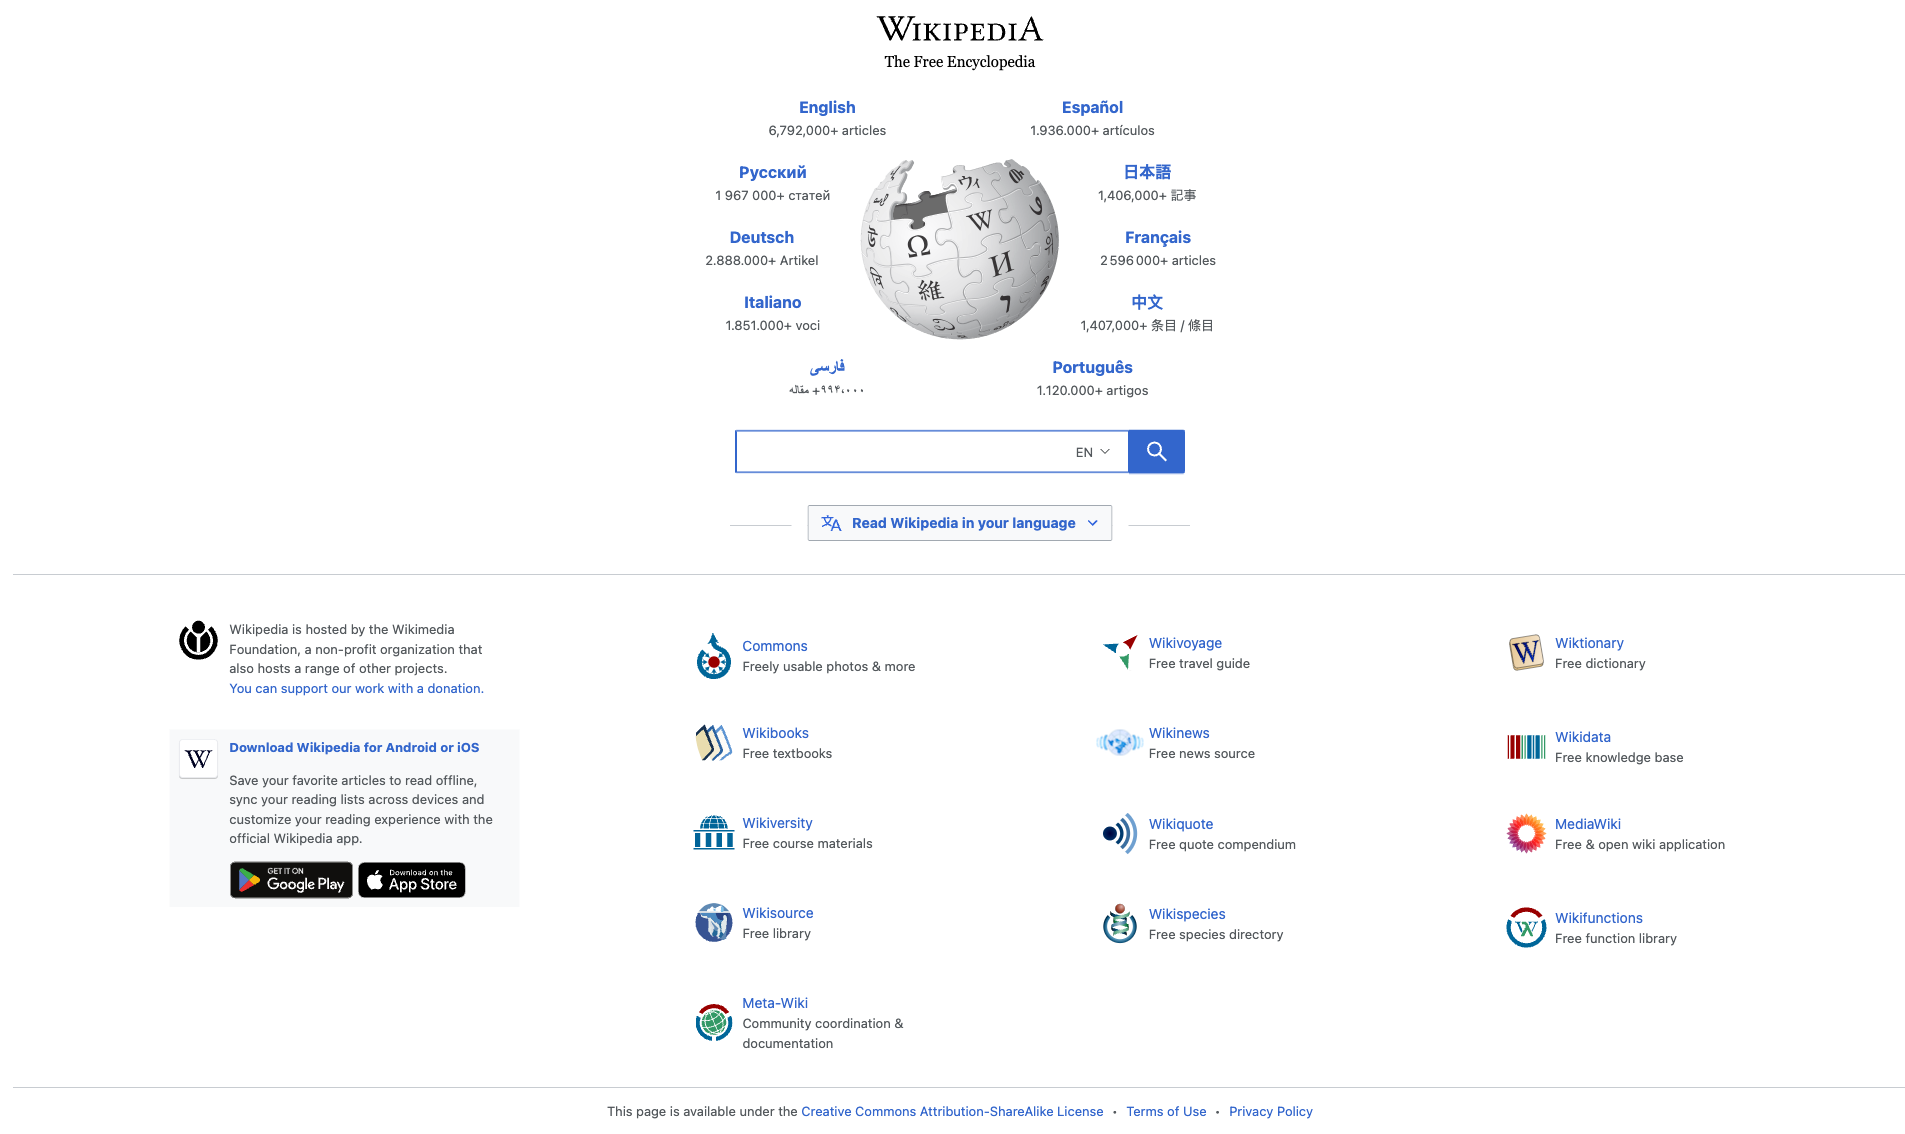 WIKIPEDIA
The Free Encyclopedia
English
6,792,000+ articles
Español
1.936.000+ artículos
Русский
1 967 000+ статей
日本語
1,406,000+ 記事
Deutsch
2.888.000+ Artikel
Français
2 596 000+ articles
Italiano
1.851.000+ voci
中文
1,407,000+ 条目 / 條目
فارسی
۹۹۴٬۰۰۰+ مقاله
Português
1.120.000+ artigos
Ω W И 維 ウィ
EN
Read Wikipedia in your language
Wikipedia is hosted by the Wikimedia
Foundation, a non-profit organization that
also hosts a range of other projects.
You can support our work with a donation.
W
Download Wikipedia for Android or iOS
Save your favorite articles to read offline,
sync your reading lists across devices and
customize your reading experience with the
official Wikipedia app.
GET IT ON
Google Play
Download on the
App Store
Commons
Freely usable photos & more
Wikivoyage
Free travel guide
W
Wiktionary
Free dictionary
Wikibooks
Free textbooks
Wikinews
Free news source
Wikidata
Free knowledge base
Wikiversity
Free course materials
Wikiquote
Free quote compendium
MediaWiki
Free & open wiki application
Wikisource
Free library
Wikispecies
Free species directory
Wikifunctions
Free function library
Meta-Wiki
Community coordination &
documentation
This page is available under the Creative Commons Attribution-ShareAlike License • Terms of Use • Privacy Policy